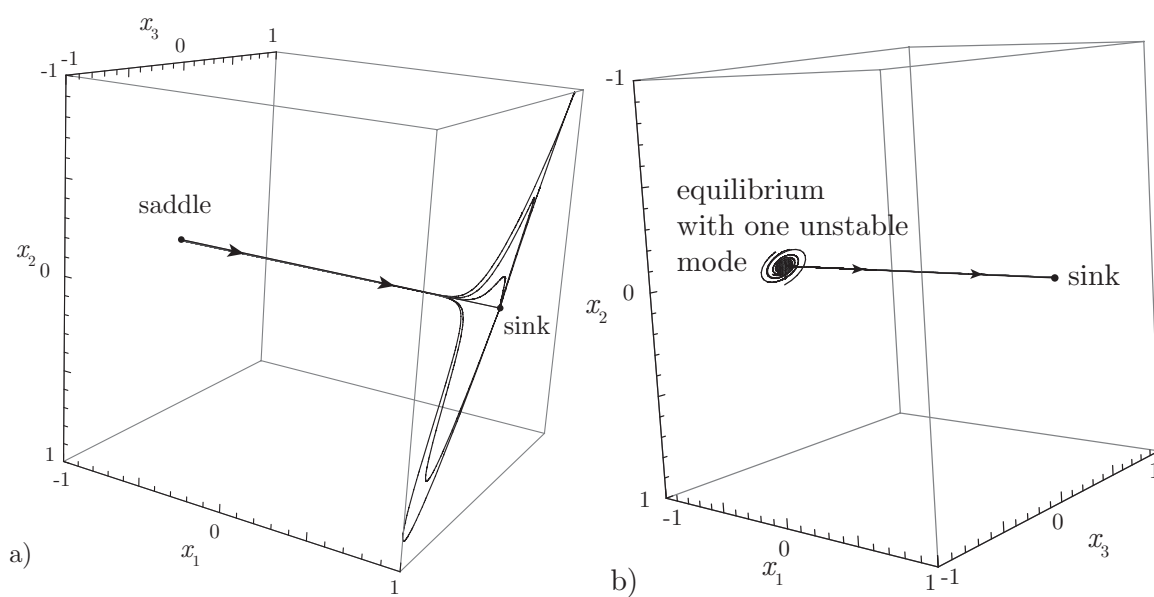 x3
-1 -1 0 1
saddle
x2 0
sink
1
-1
0
x1
1
a)
-1
equilibrium
with one unstable
mode
sink
0
x2
1
-1
0
x1
1 -1
0
x3
1
b)